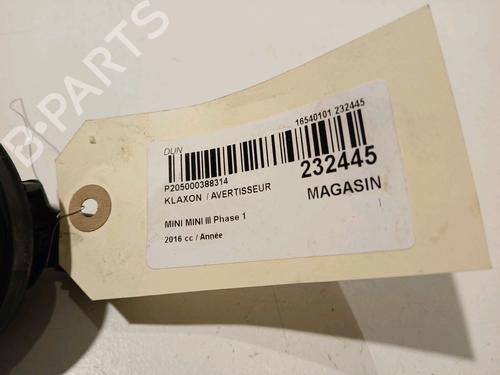 B-PARTS
DUN
16540101 232445
P205000388314
232445
KLAXON / AVERTISSEUR
MAGASIN
MINI MINI III Phase 1
2016 cc / Année